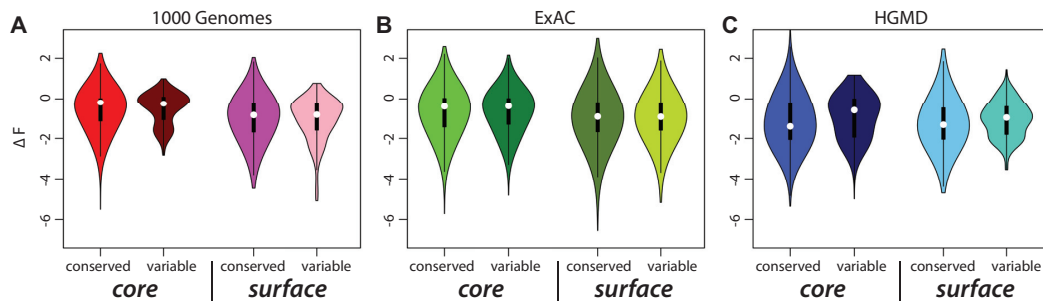 A 1000 Genomes B ExAC C HGMD
ΔF
2 0 -2 -4 -6
2 0 -2 -4 -6
2 0 -2 -4 -6
conserved variable conserved variable conserved variable conserved variable conserved variable conserved variable
core surface core surface core surface